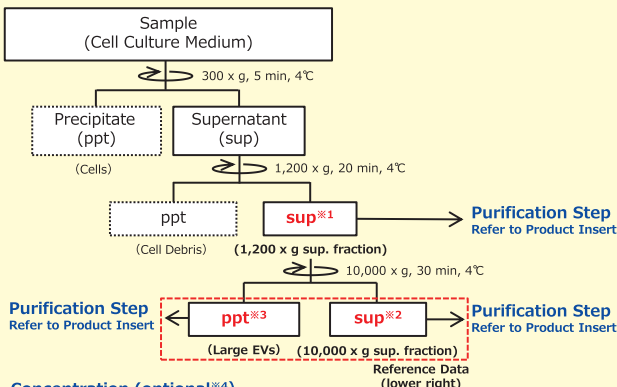 Sample
(Cell Culture Medium)
300 x g, 5 min, 4℃
Precipitate
(ppt)
Supernatant
(sup)
(Cells)
1,200 x g, 20 min, 4℃
ppt
sup※1
Purification Step
Refer to Product Insert
(Cell Debris)
(1,200 x g sup. fraction)
10,000 x g, 30 min, 4℃
Purification Step
Refer to Product Insert
ppt※3
sup※2
Purification Step
Refer to Product Insert
(Large EVs)
(10,000 x g sup. fraction)
Reference Data
(lower right)
Concentration (optional※4)